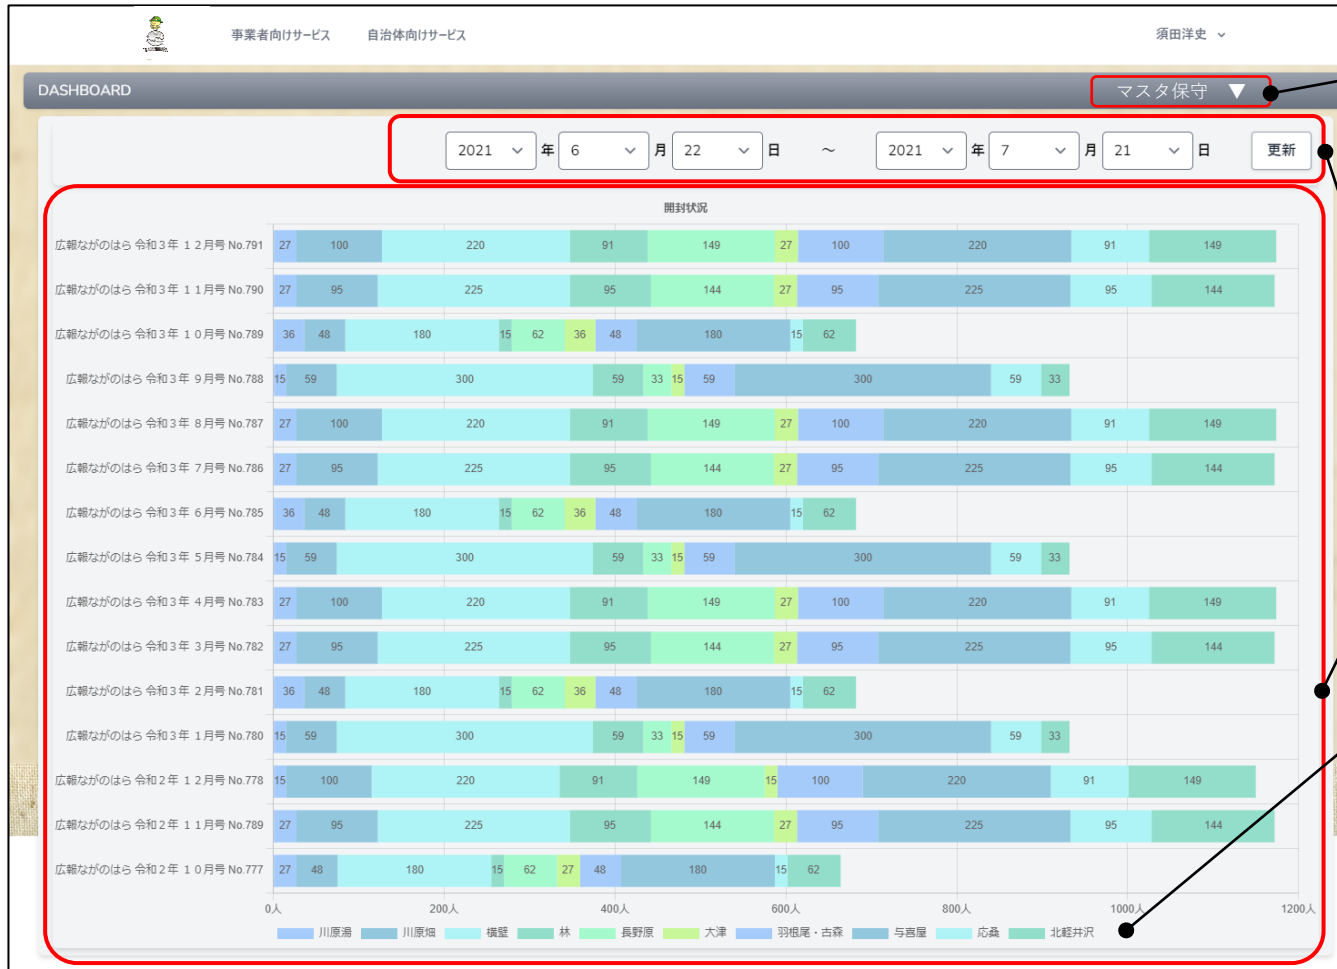 事業者向けサービス 自治体向けサービス 須田洋史
DASHBOARD マスタ保守 ▼
2021 年 6 月 22 日 ～ 2021 年 7 月 21 日 更新
開封状況
広報ながのはら 令和３年 １２月号 No.791 27 100 220 91 149 27 100 220 91 149
広報ながのはら 令和３年 １１月号 No.790 27 95 225 95 144 27 95 225 95 144
広報ながのはら 令和３年 １０月号 No.789 36 48 180 15 62 36 48 180 15 62
広報ながのはら 令和３年 ９月号 No.788 15 59 300 59 33 15 59 300 59 33
広報ながのはら 令和３年 ８月号 No.787 27 100 220 91 149 27 100 220 91 149
広報ながのはら 令和３年 ７月号 No.786 27 95 225 95 144 27 95 225 95 144
広報ながのはら 令和３年 ６月号 No.785 36 48 180 15 62 36 48 180 15 62
広報ながのはら 令和３年 ５月号 No.784 15 59 300 59 33 15 59 300 59 33
広報ながのはら 令和３年 ４月号 No.783 27 100 220 91 149 27 100 220 91 149
広報ながのはら 令和３年 ３月号 No.782 27 95 225 95 144 27 95 225 95 144
広報ながのはら 令和３年 ２月号 No.781 36 48 180 15 62 36 48 180 15 62
広報ながのはら 令和３年 １月号 No.780 15 59 300 59 33 15 59 300 59 33
広報ながのはら 令和２年 １２月号 No.778 15 100 220 91 149 15 100 220 91 149
広報ながのはら 令和２年 １１月号 No.789 27 95 225 95 144 27 95 225 95 144
広報ながのはら 令和２年 １０月号 No.777 27 48 180 15 62 27 48 180 15 62
0人 200人 400人 600人 800人 1000人 1200人
川原湯 川原畑 横壁 林 長野原 大津 羽根尾・古森 与喜屋 応桑 北軽井沢